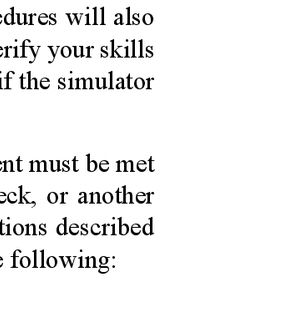 edures will also
erify your skills
if the simulator
ent must be met
eck, or another
tions described
e following: